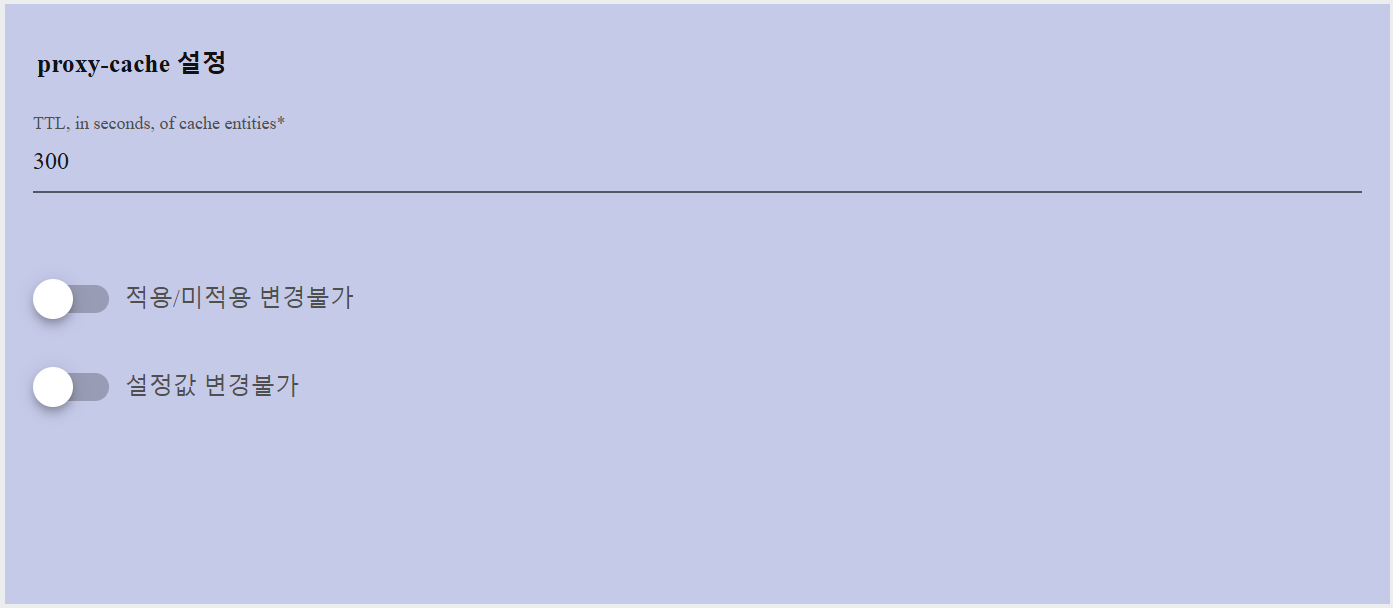 proxy-cache 설정
TTL, in seconds, of cache entities*
300
적용/미적용 변경불가
설정값 변경불가